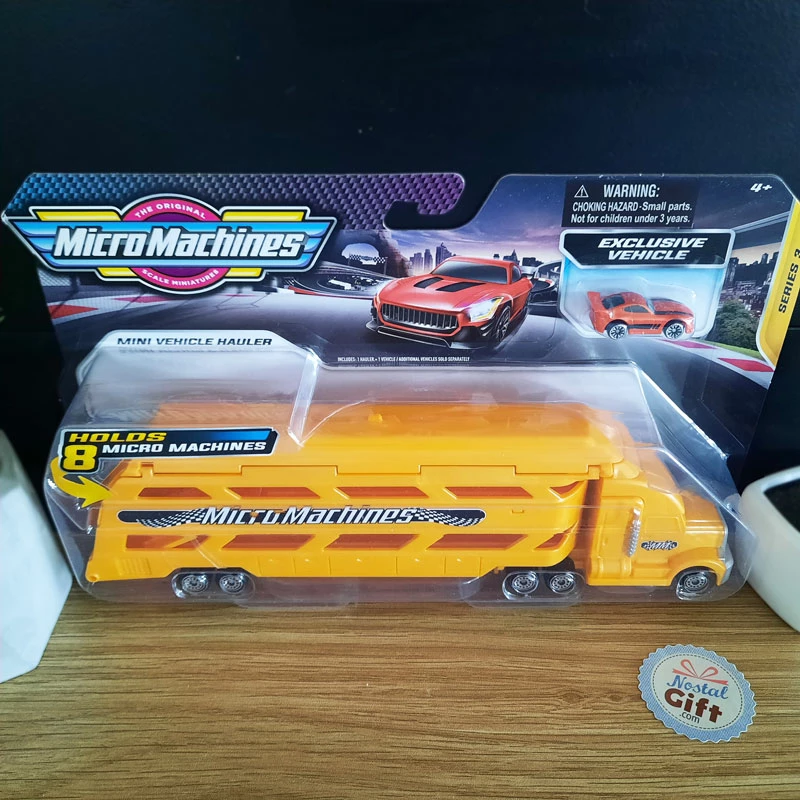 THE ORIGINAL
MicroMachines
SCALE MINIATURES
WARNING:
CHOKING HAZARD-Small parts.
Not for children under 3 years.
4+
EXCLUSIVE
VEHICLE
SERIES 3
MINI VEHICLE HAULER
INCLUDES: 1 HAULER + 1 VEHICLE / ADDITIONAL VEHICLES SOLD SEPARATELY
HOLDS
8 MICRO MACHINES
MicroMachines
MM
Nostal
Gift
.com